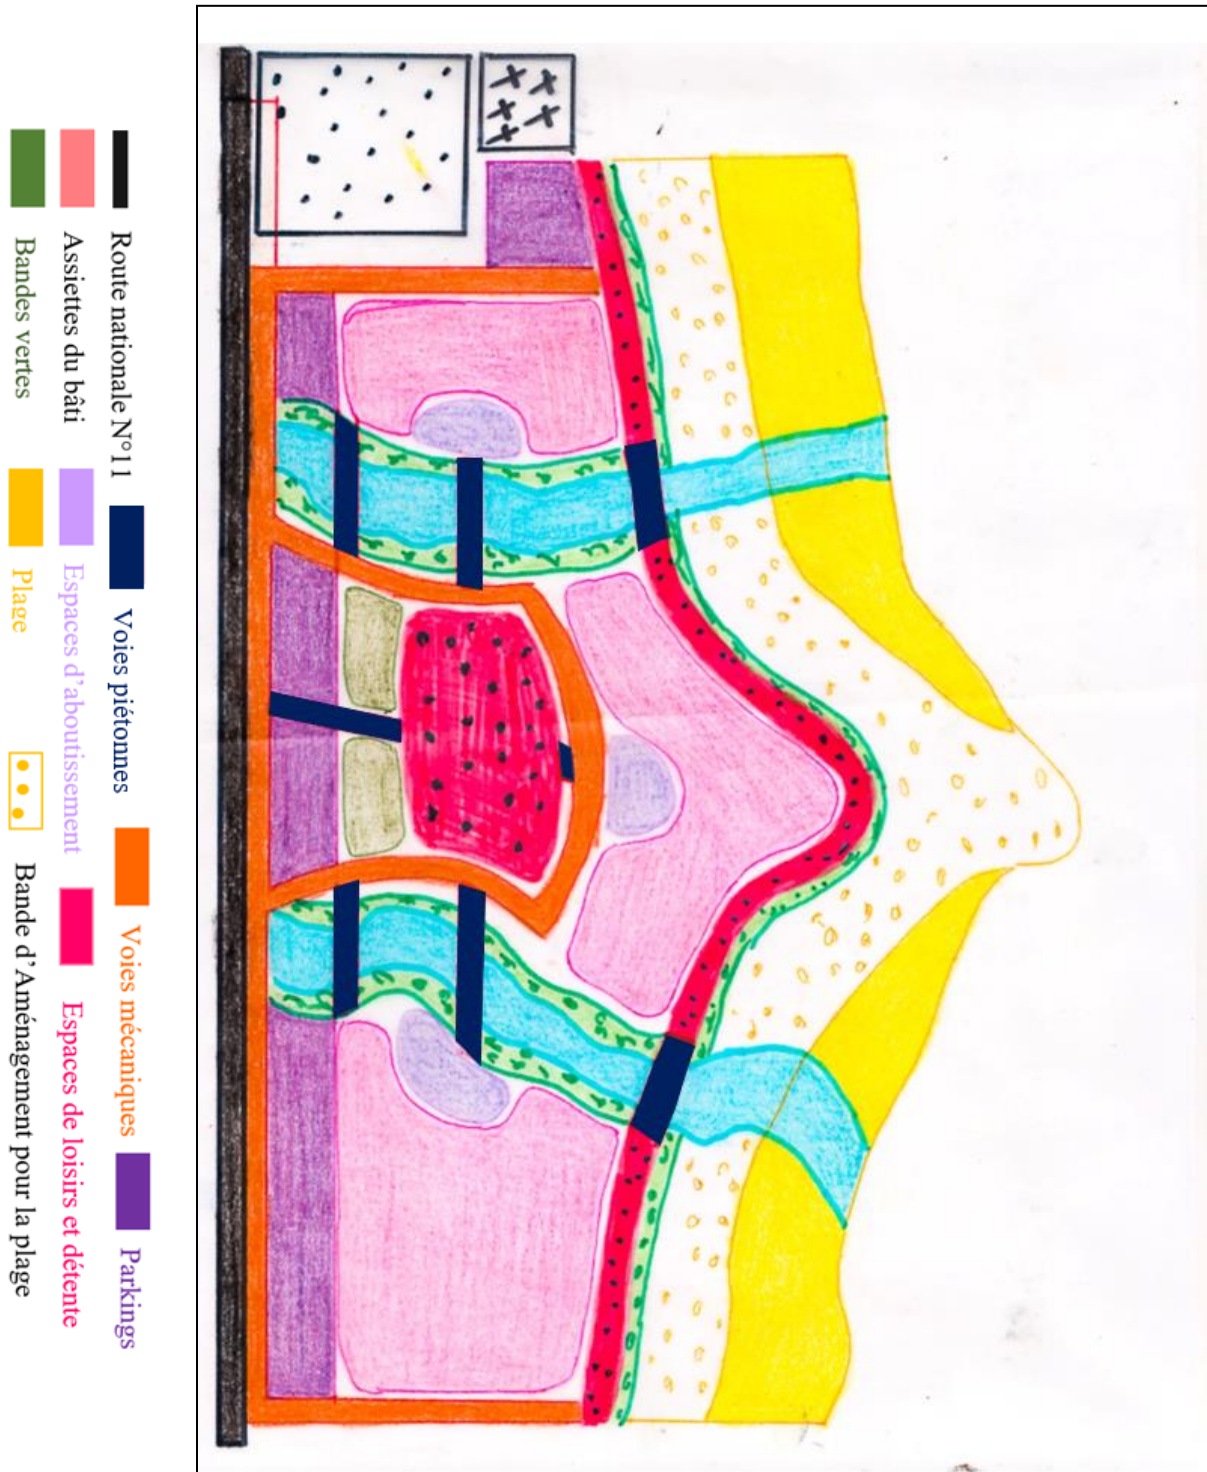 Route nationale N°11
Voies piétonnes
Voies mécaniques
Parkings
Assiettes du bâti
Espaces d'aboutissement
Espaces de loisirs et détente
Bandes vertes
Plage
Bande d'Aménagement pour la plage